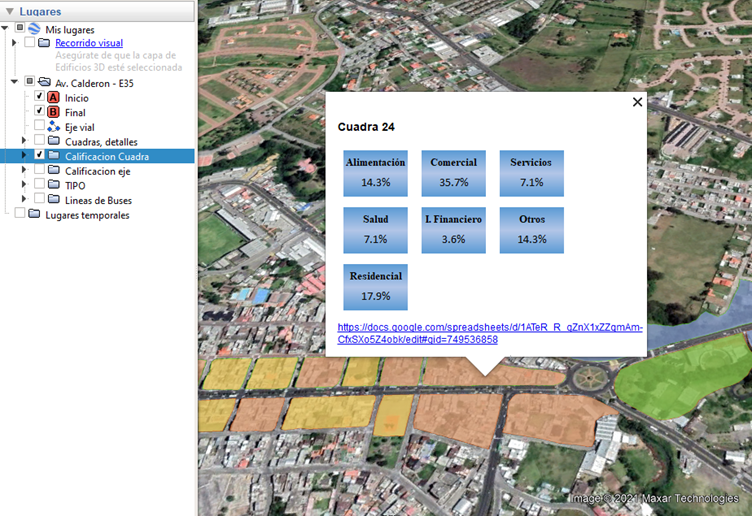 Lugares
Mis lugares
Recorrido visual
Asegúrate de que la capa de
Edificios 3D esté seleccionada
Av. Calderon - E35
A Inicio
B Final
Eje vial
Cuadras, detalles
Calificacion Cuadra
Calificacion eje
TIPO
Lineas de Buses
Lugares temporales
Cuadra 24
Alimentación Comercial Servicios
14.3% 35.7% 7.1%
Salud I. Financiero Otros
7.1% 3.6% 14.3%
Residencial
17.9%
https://docs.google.com/spreadsheets/d/1ATeR_R_gZnX1xZZgmAm-
CfxSXo5Z4obk/edit#gid=749536858
Image © 2021 Maxar Technologies